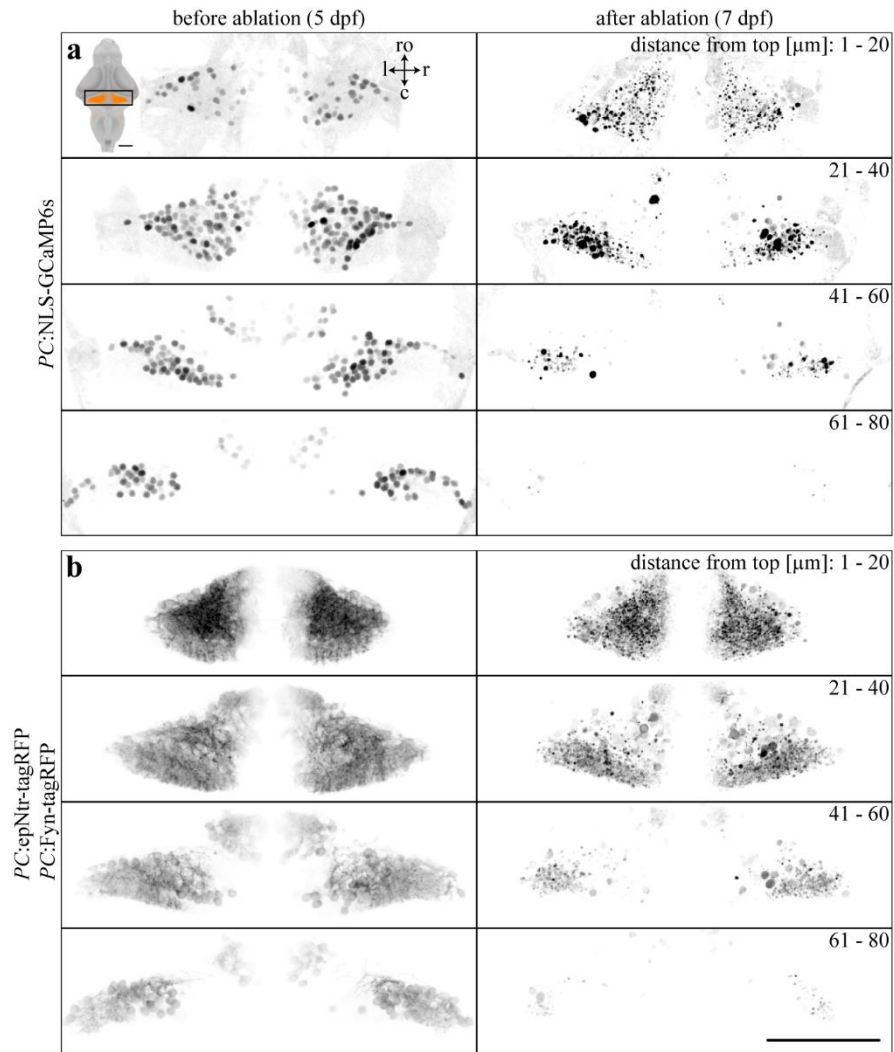 before ablation (5 dpf)
after ablation (7 dpf)
a
ro
l r
c
distance from top [μm]: 1 - 20
21 - 40
41 - 60
61 - 80
PC:NLS-GCaMP6s
b
distance from top [μm]: 1 - 20
21 - 40
41 - 60
61 - 80
PC:epNtr-tagRFP
PC:Fyn-tagRFP